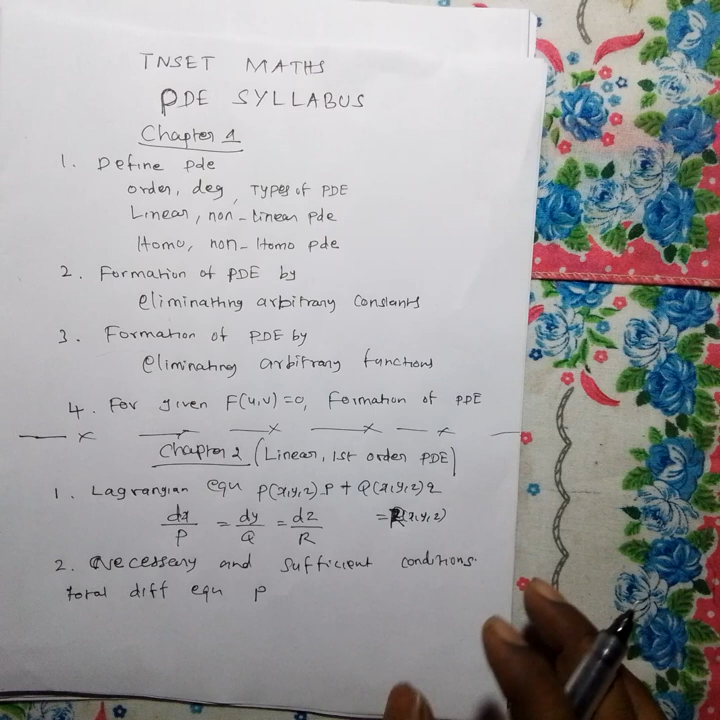 TNSET MATHS
PDE SYLLABUS
Chapter 1
1. Define pde
order, deg, Types of PDE
Linear, non-Linear pde
Homo, non-Homo pde
2. Formation of PDE by
eliminating arbitrary constants
3. Formation of PDE by
eliminating arbitrary functions
4. For given F(u,v)=0, Formation of PDE
Chapter 2 (Linear, 1st order PDE)
1. Lagrangian equ P(x,y,z)p + Q(x,y,z)q
dx/P = dy/Q = dz/R =R(x,y,z)
2. Necessary and sufficient conditions.
total diff equ P